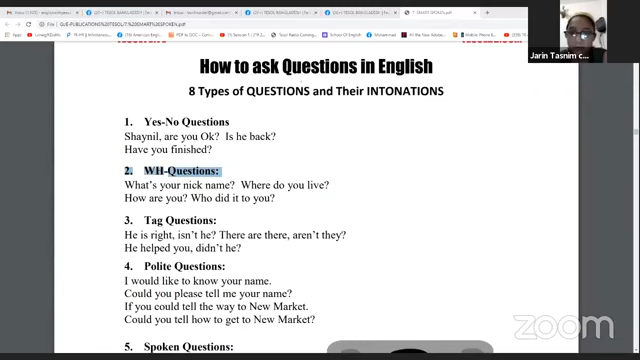 How to ask Questions in English
8 Types of QUESTIONS and Their INTONATIONS
1. Yes-No Questions
Shaynil, are you Ok? Is he back?
Have you finished?
2. WH-Questions:
What's your nick name? Where do you live?
How are you? Who did it to you?
3. Tag Questions:
He is right, isn't he? There are there, aren't they?
He helped you, didn't he?
4. Polite Questions:
I would like to know your name.
Could you please tell me your name?
If you could tell the way to New Market.
Could you tell how to get to New Market?
5. Spoken Questions:
Jarin Tasnim c...
zoom